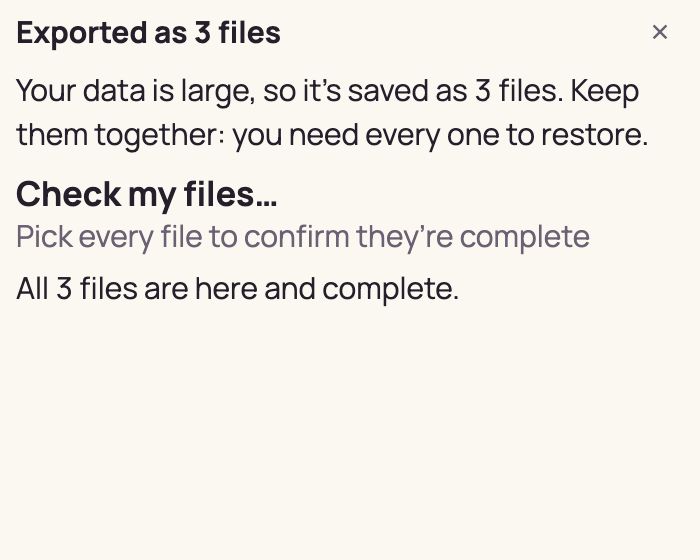 Exported as 3 files
Your data is large, so it’s saved as 3 files. Keep
them together: you need every one to restore.
Check my files…
Pick every file to confirm they’re complete
All 3 files are here and complete.